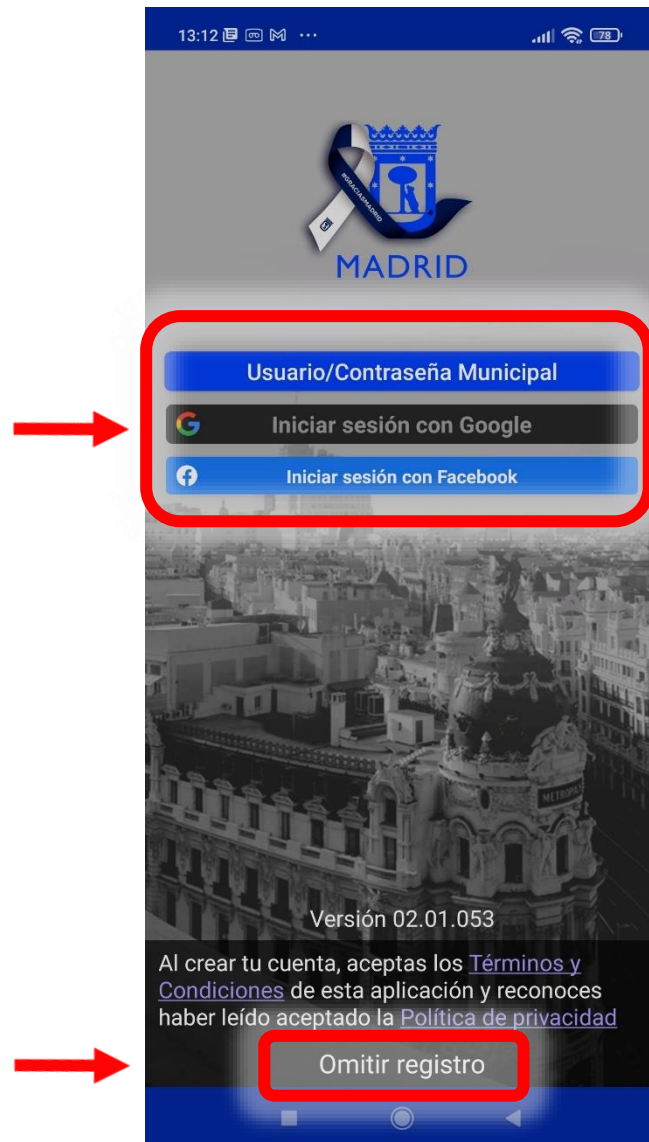 13:12
78
#GRACIASMADRID
MADRID
Usuario/Contraseña Municipal
Iniciar sesión con Google
Iniciar sesión con Facebook
METROPOLIS
Versión 02.01.053
Al crear tu cuenta, aceptas los Términos y
Condiciones de esta aplicación y reconoces
haber leído aceptado la Política de privacidad
Omitir registro